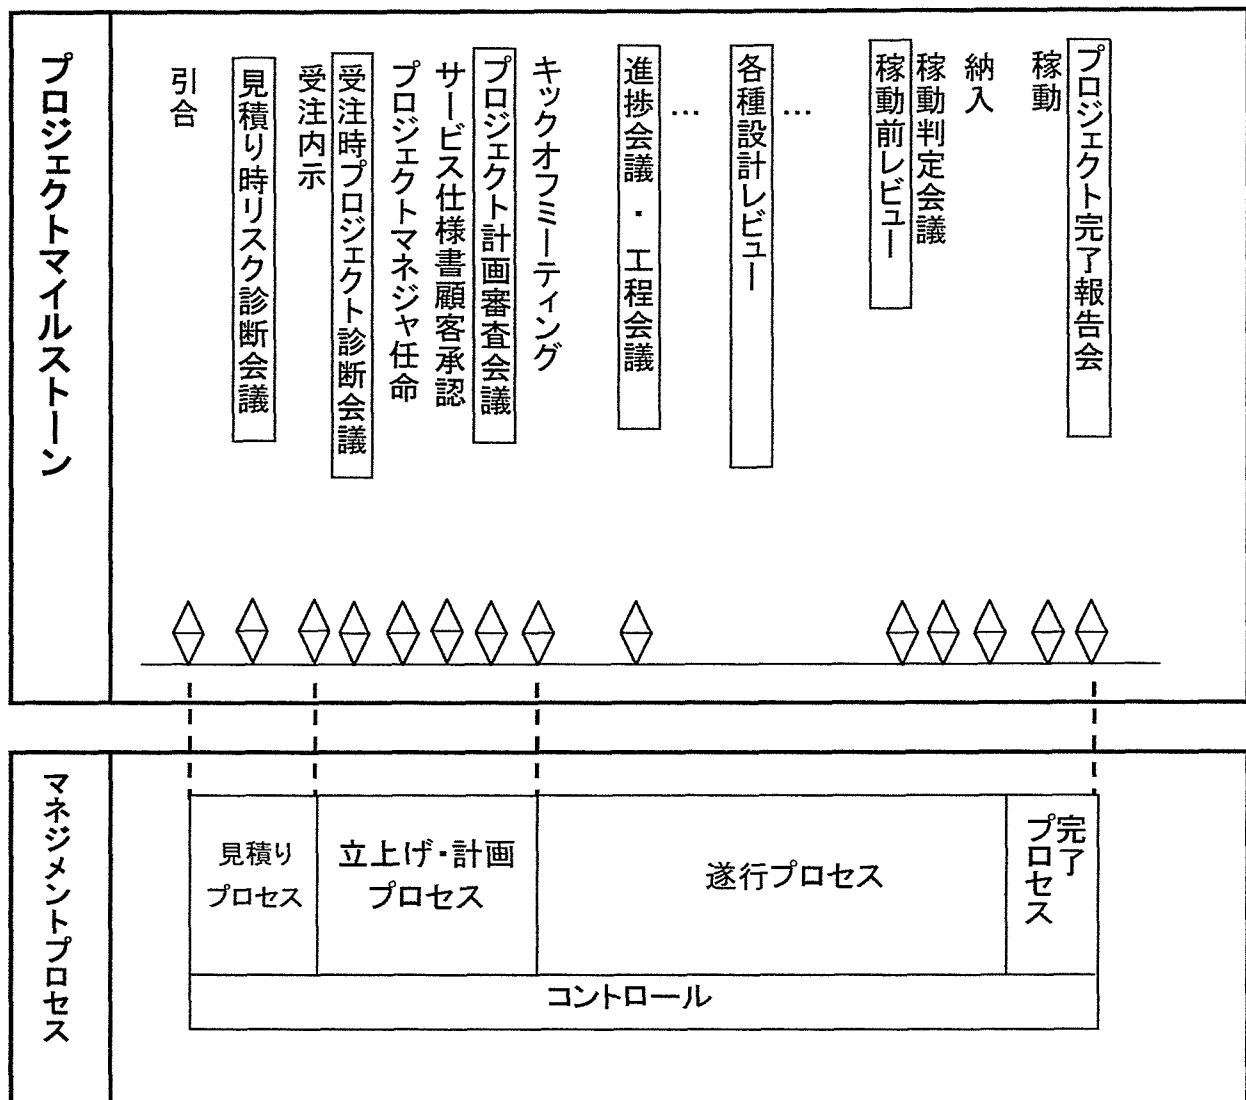 プロジェクトマイルストーン
引合
見積り時リスク診断会議
受注内示
受注時プロジェクト診断会議
プロジェクトマネジャ任命
サービス仕様書顧客承認
プロジェクト計画審査会議
キックオフミーティング
進捗会議・工程会議
…
各種設計レビュー
…
稼動前レビュー
稼動判定会議
納入
稼動
プロジェクト完了報告会
マネジメントプロセス
見積り
プロセス
立上げ・計画
プロセス
遂行プロセス
完了
プロセス
コントロール